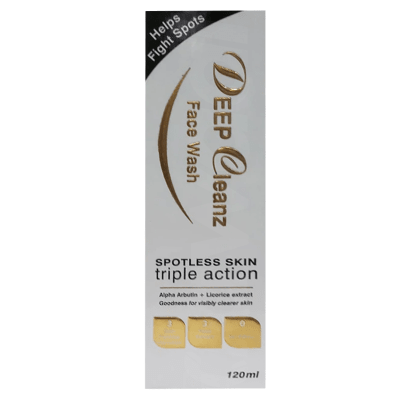 Helps
Fight Spots
DEEP Cleanz
Face Wash
SPOTLESS SKIN
triple action
Alpha Arbutin + Licorice extract
Goodness for visibly clearer skin
120ml